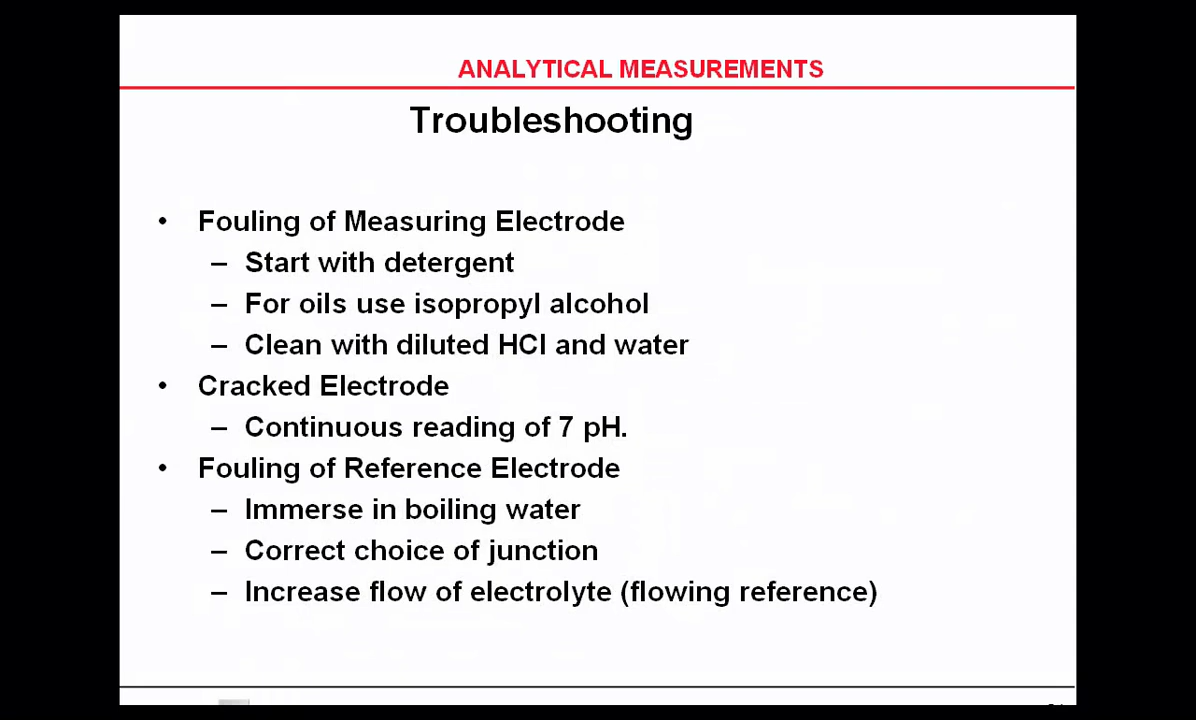 ANALYTICAL MEASUREMENTS
Troubleshooting
• Fouling of Measuring Electrode
– Start with detergent
– For oils use isopropyl alcohol
– Clean with diluted HCl and water
• Cracked Electrode
– Continuous reading of 7 pH.
• Fouling of Reference Electrode
– Immerse in boiling water
– Correct choice of junction
– Increase flow of electrolyte (flowing reference)